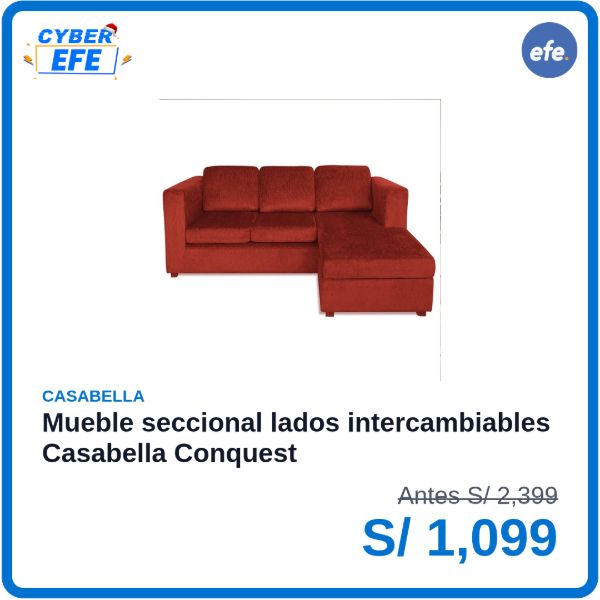 CYBER
EFE
efe.
CASABELLA
Mueble seccional lados intercambiables
Casabella Conquest
Antes S/ 2,399
S/ 1,099